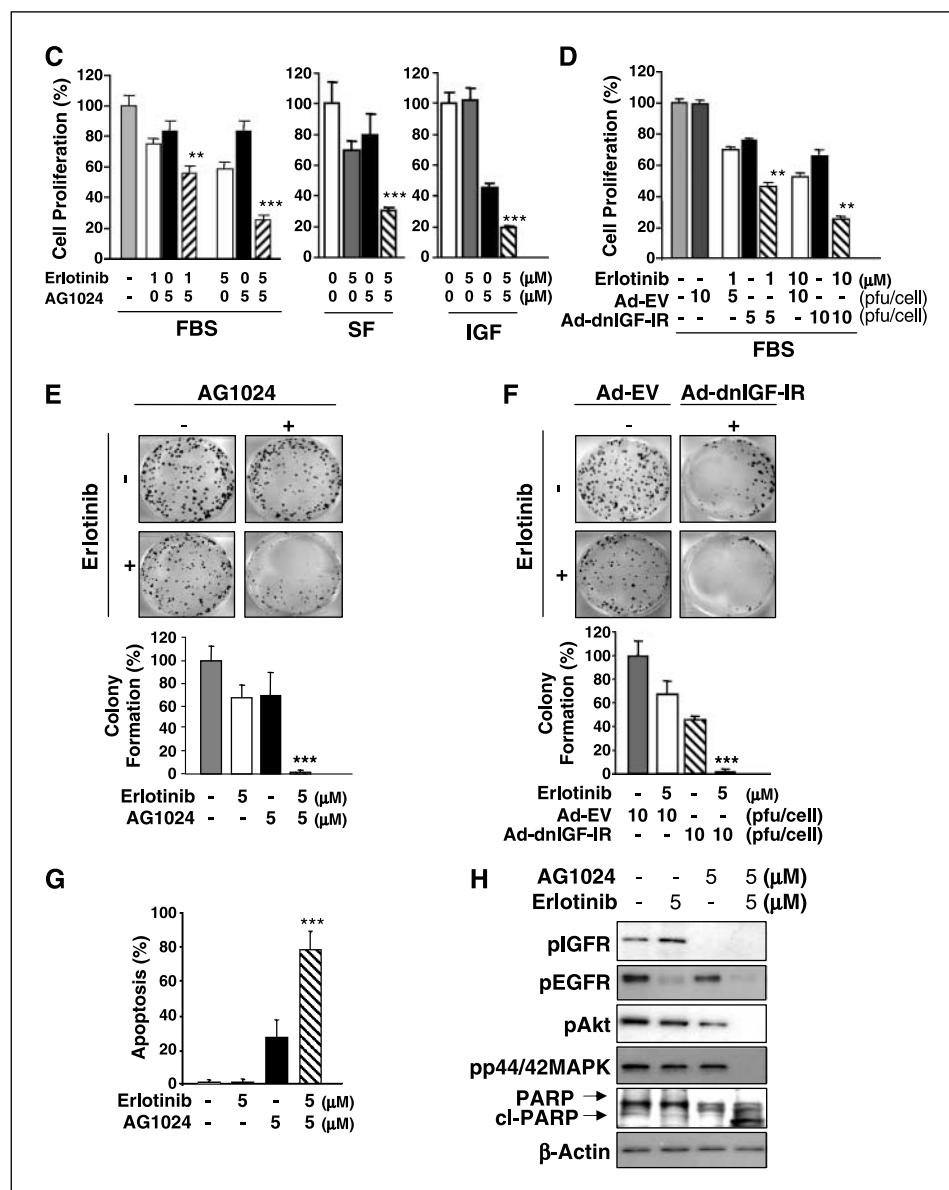 C
Cell Proliferation (%)
120
100
80
60
40
20
0
**
***
Erlotinib - 1 0 1 5 0 5
AG1024 - 0 5 5 0 5 5
FBS
120
100
80
60
40
20
0
***
0 5 0 5
0 0 5 5
SF
120
100
80
60
40
20
0
***
0 5 0 5 (μM)
0 0 5 5 (μM)
IGF
D
Cell Proliferation (%)
120
100
80
60
40
20
0
**
**
Erlotinib - - 1 - 1 10 - 10 (μM)
Ad-EV - 10 5 - - 10 - - (pfu/cell)
Ad-dnIGF-IR - - - 5 5 - 10 10 (pfu/cell)
FBS
E
AG1024
- +
Erlotinib
-
+
Colony
Formation (%)
120
100
80
60
40
20
0
***
Erlotinib - 5 - 5 (μM)
AG1024 - - 5 5 (μM)
F
Ad-EV Ad-dnIGF-IR
- +
Erlotinib
-
+
Colony
Formation (%)
120
100
80
60
40
20
0
***
Erlotinib - 5 - 5 (μM)
Ad-EV 10 10 - - (pfu/cell)
Ad-dnIGF-IR - - 10 10 (pfu/cell)
G
Apoptosis (%)
100
80
60
40
20
0
***
Erlotinib - 5 - 5 (μM)
AG1024 - - 5 5 (μM)
H
AG1024 - - 5 5 (μM)
Erlotinib - 5 - 5 (μM)
pIGFR
pEGFR
pAkt
pp44/42MAPK
PARP
cl-PARP
β-Actin